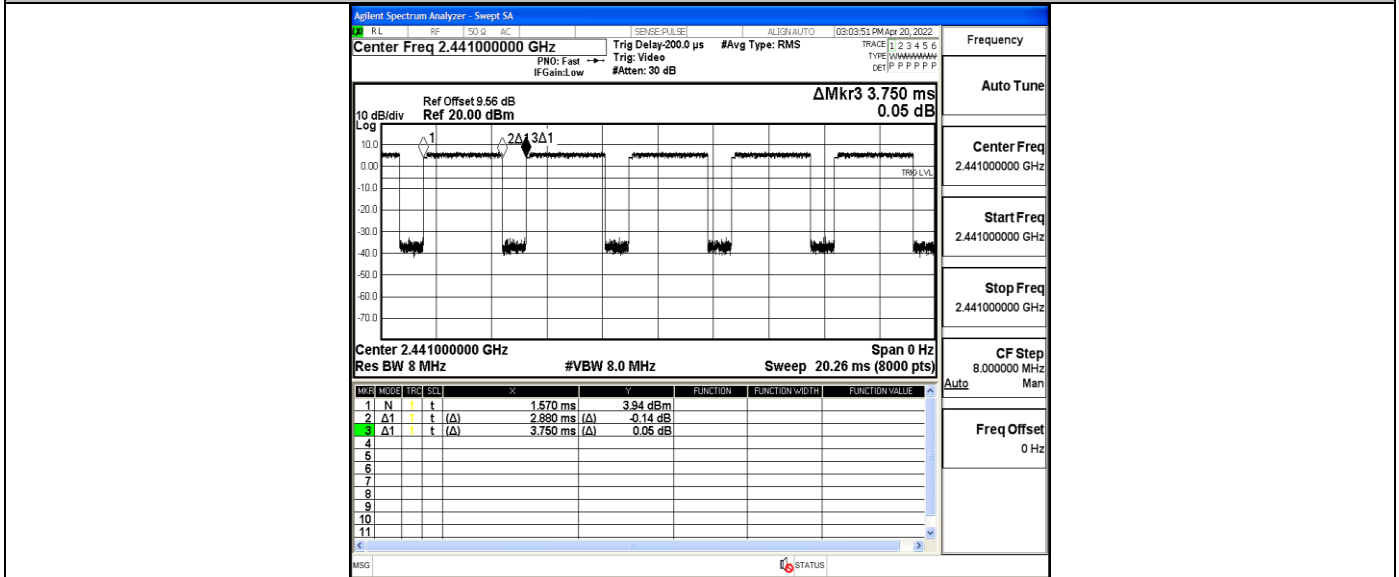 Agilent Spectrum Analyzer - Swept SA
RL RF 50 Ω AC SENSE:PULSE ALIGNAUTO 03:03:51 PM Apr 20, 2022
Center Freq 2.441000000 GHz
PNO: Fast
IFGain:Low
Trig Delay-200.0 µs
Trig: Video
#Atten: 30 dB
#Avg Type: RMS
TRACE 1 2 3 4 5 6
TYPE
DET P P P P P P
ΔMkr3 3.750 ms
0.05 dB
Ref Offset 9.56 dB
10 dB/div Ref 20.00 dBm
Log
10.0
0.00
-10.0
-20.0
-30.0
-40.0
-50.0
-60.0
-70.0
1
2Δ1
3Δ1
TRIG LVL
Center 2.441000000 GHz Span 0 Hz
Res BW 8 MHz #VBW 8.0 MHz Sweep 20.26 ms (8000 pts)
MKR MODE TRC SCL X Y FUNCTION FUNCTION WIDTH FUNCTION VALUE
1 N 1 t 1.570 ms 3.94 dBm
2 Δ1 1 t (Δ) 2.880 ms (Δ) -0.14 dB
3 Δ1 1 t (Δ) 3.750 ms (Δ) 0.05 dB
4
5
6
7
8
9
10
11
MSG STATUS
Frequency
Auto Tune
Center Freq
2.441000000 GHz
Start Freq
2.441000000 GHz
Stop Freq
2.441000000 GHz
CF Step
8.000000 MHz
Auto Man
Freq Offset
0 Hz